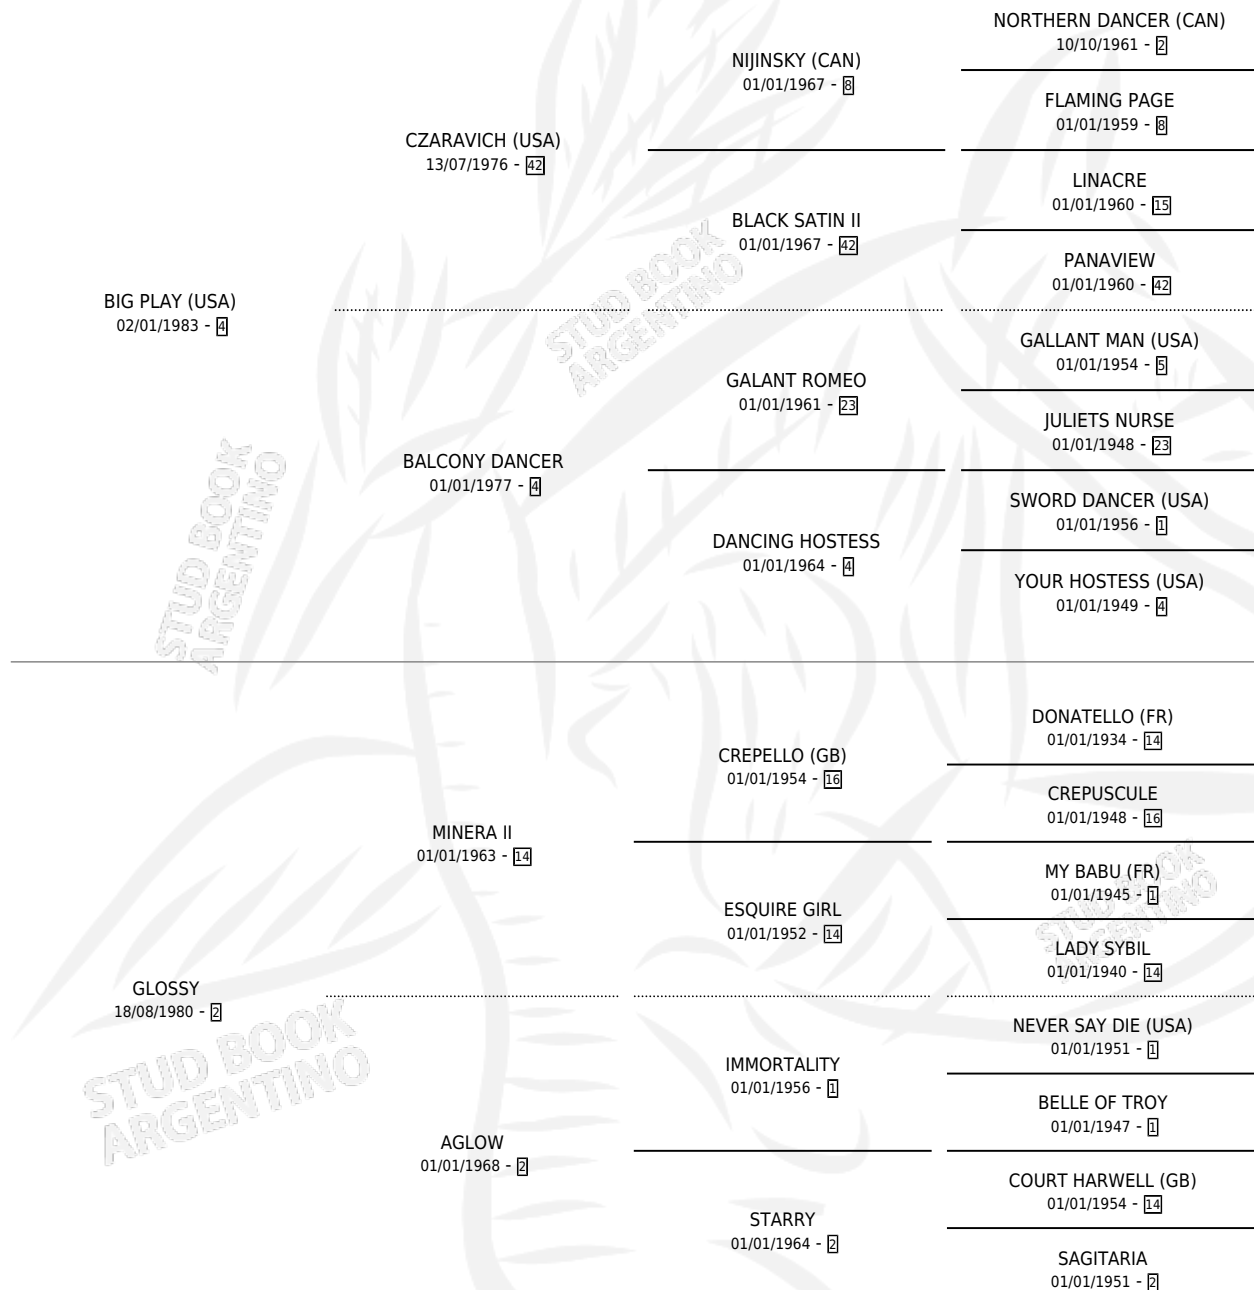 NORTHERN DANCER (CAN)
10/10/1961 - 2
NIJINSKY (CAN)
01/01/1967 - 8
FLAMING PAGE
01/01/1959 - 8
CZARAVICH (USA)
13/07/1976 - 42
LINACRE
01/01/1960 - 15
BLACK SATIN II
01/01/1967 - 42
PANAVIEW
01/01/1960 - 42
BIG PLAY (USA)
02/01/1983 - 4
GALLANT MAN (USA)
01/01/1954 - 5
GALANT ROMEO
01/01/1961 - 23
JULIETS NURSE
01/01/1948 - 23
BALCONY DANCER
01/01/1977 - 4
SWORD DANCER (USA)
01/01/1956 - 1
DANCING HOSTESS
01/01/1964 - 4
YOUR HOSTESS (USA)
01/01/1949 - 4
DONATELLO (FR)
01/01/1934 - 14
CREPELLO (GB)
01/01/1954 - 16
CREPUSCULE
01/01/1948 - 16
MINERA II
01/01/1963 - 14
MY BABU (FR)
01/01/1945 - 1
ESQUIRE GIRL
01/01/1952 - 14
LADY SYBIL
01/01/1940 - 14
GLOSSY
18/08/1980 - 2
NEVER SAY DIE (USA)
01/01/1951 - 1
IMMORTALITY
01/01/1956 - 1
BELLE OF TROY
01/01/1947 - 1
AGLOW
01/01/1968 - 2
COURT HARWELL (GB)
01/01/1954 - 14
STARRY
01/01/1964 - 2
SAGITARIA
01/01/1951 - 2
STUD BOOK
ARGENTINO
STUD BOOK
ARGENTINO
STUD BOOK
ARGENTINO
STUD BOOK
ARGENTINO